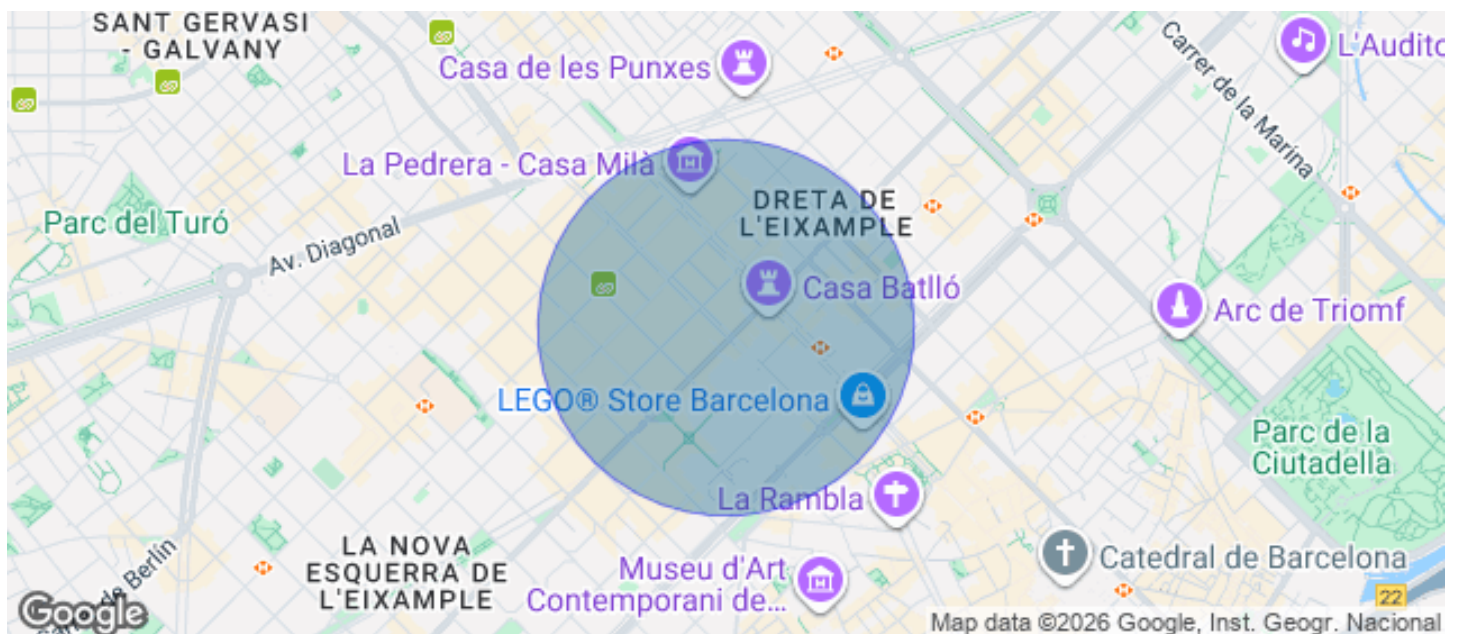 SANT GERVASI
- GALVANY
Casa de les Punxes
L'Audito
Carrer de la Marina
La Pedrera - Casa Milà
DRETA DE
L'EIXAMPLE
Parc del Turó
Av. Diagonal
Casa Batlló
Arc de Triomf
LEGO® Store Barcelona
Parc de la
Ciutadella
La Rambla
LA NOVA
ESQUERRA DE
L'EIXAMPLE
Museu d'Art
Contemporani de...
Catedral de Barcelona
de Berlín
22
Google
Map data ©2026 Google, Inst. Geogr. Nacional